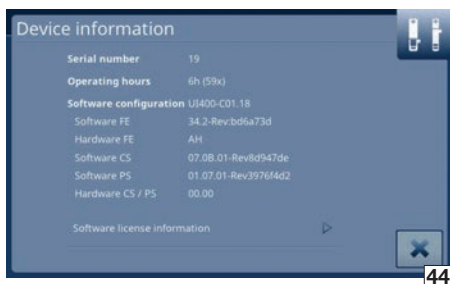 Device information
Serial number 19
Operating hours 6h (59x)
Software configuration UI400-C01.18
Software FE 34.2-Rev:bd6a73d
Hardware FE AH
Software CS 07.0B.01-Rev8d947de
Software PS 01.07.01-Rev3976f4d2
Hardware CS / PS 00.00
Software license information
44